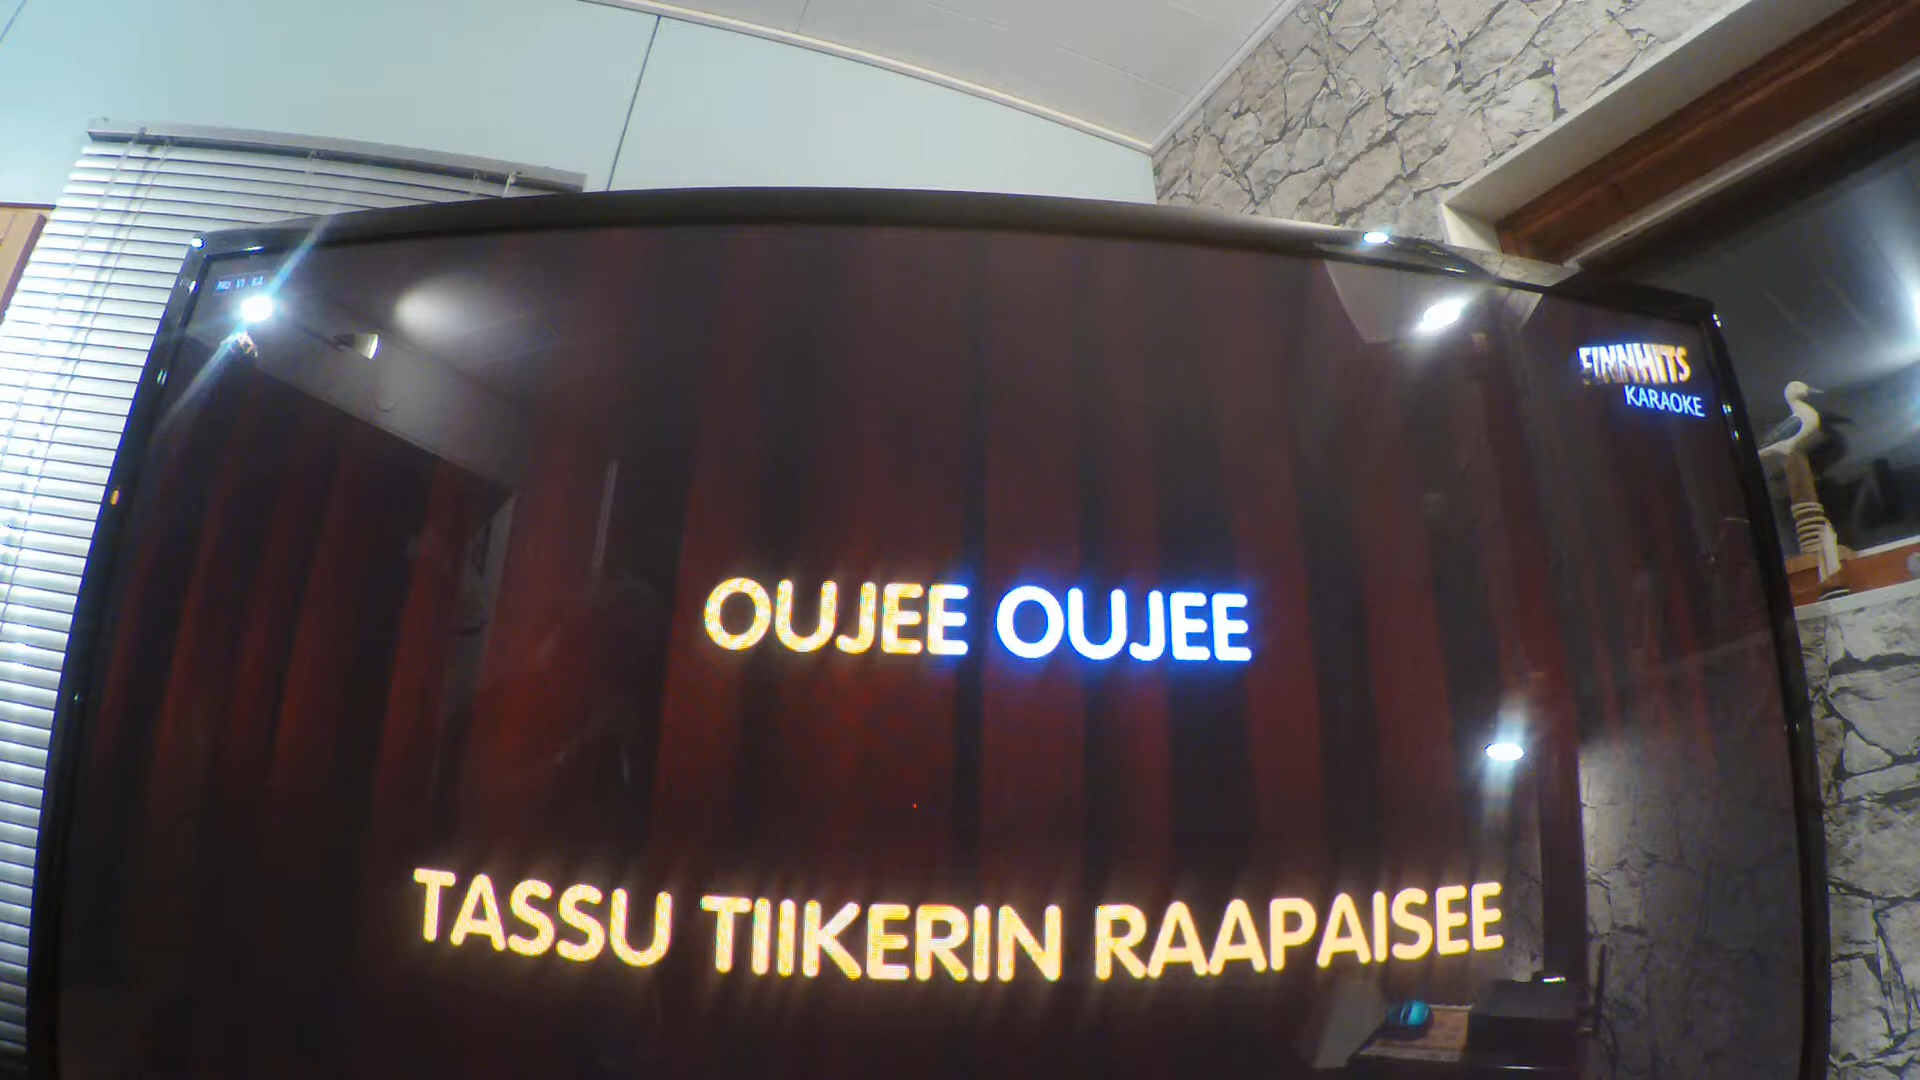 FINNHITS
KARAOKE
OUJEE OUJEE
TASSU TIIKERIN RAAPAISEE